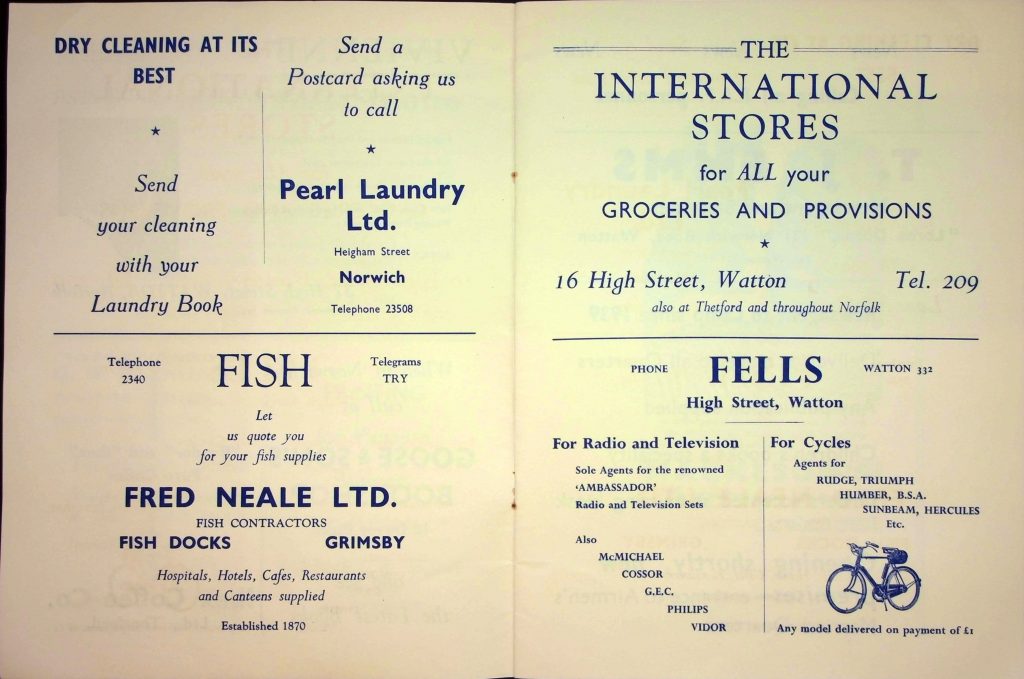 DRY CLEANING AT ITS
BEST
★
Send
your cleaning
with your
Laundry Book
Send a
Postcard asking us
to call
★
Pearl Laundry
Ltd.
Heigham Street
Norwich
Telephone 23508
Telephone
2340
FISH
Telegrams
TRY
Let
us quote you
for your fish supplies
FRED NEALE LTD.
FISH CONTRACTORS
FISH DOCKS GRIMSBY
Hospitals, Hotels, Cafes, Restaurants
and Canteens supplied
Established 1870
THE
INTERNATIONAL
STORES
for ALL your
GROCERIES AND PROVISIONS
★
16 High Street, Watton Tel. 209
also at Thetford and throughout Norfolk
PHONE FELLS WATTON 332
High Street, Watton
For Radio and Television
Sole Agents for the renowned
‘AMBASSADOR’
Radio and Television Sets
Also
McMICHAEL
COSSOR
G.E.C.
PHILIPS
VIDOR
For Cycles
Agents for
RUDGE, TRIUMPH
HUMBER, B.S.A.
SUNBEAM, HERCULES
Etc.
Any model delivered on payment of £1